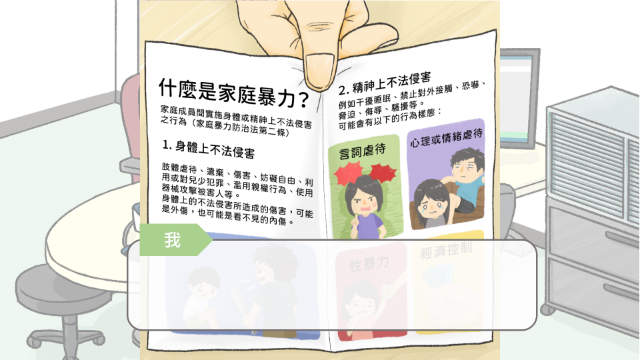 什麼是家庭暴力？
家庭成員間實施身體或精神上不法侵害
之行為（家庭暴力防治法第二條）
1. 身體上不法侵害
肢體虐待、遺棄、傷害、妨礙自由、利
用或對兒少犯罪、濫用親權行為、使用
器械攻擊被害人等。
身體上的不法侵害所造成的傷害，可能
是外傷，也可能是看不見的內傷。
2. 精神上不法侵害
例如干擾睡眠、禁止對外接觸、恐嚇、
脅迫、侮辱、騷擾等。
可能會有以下的行為樣態：
言詞虐待
心理或情緒虐待
性暴力
經濟控制
我